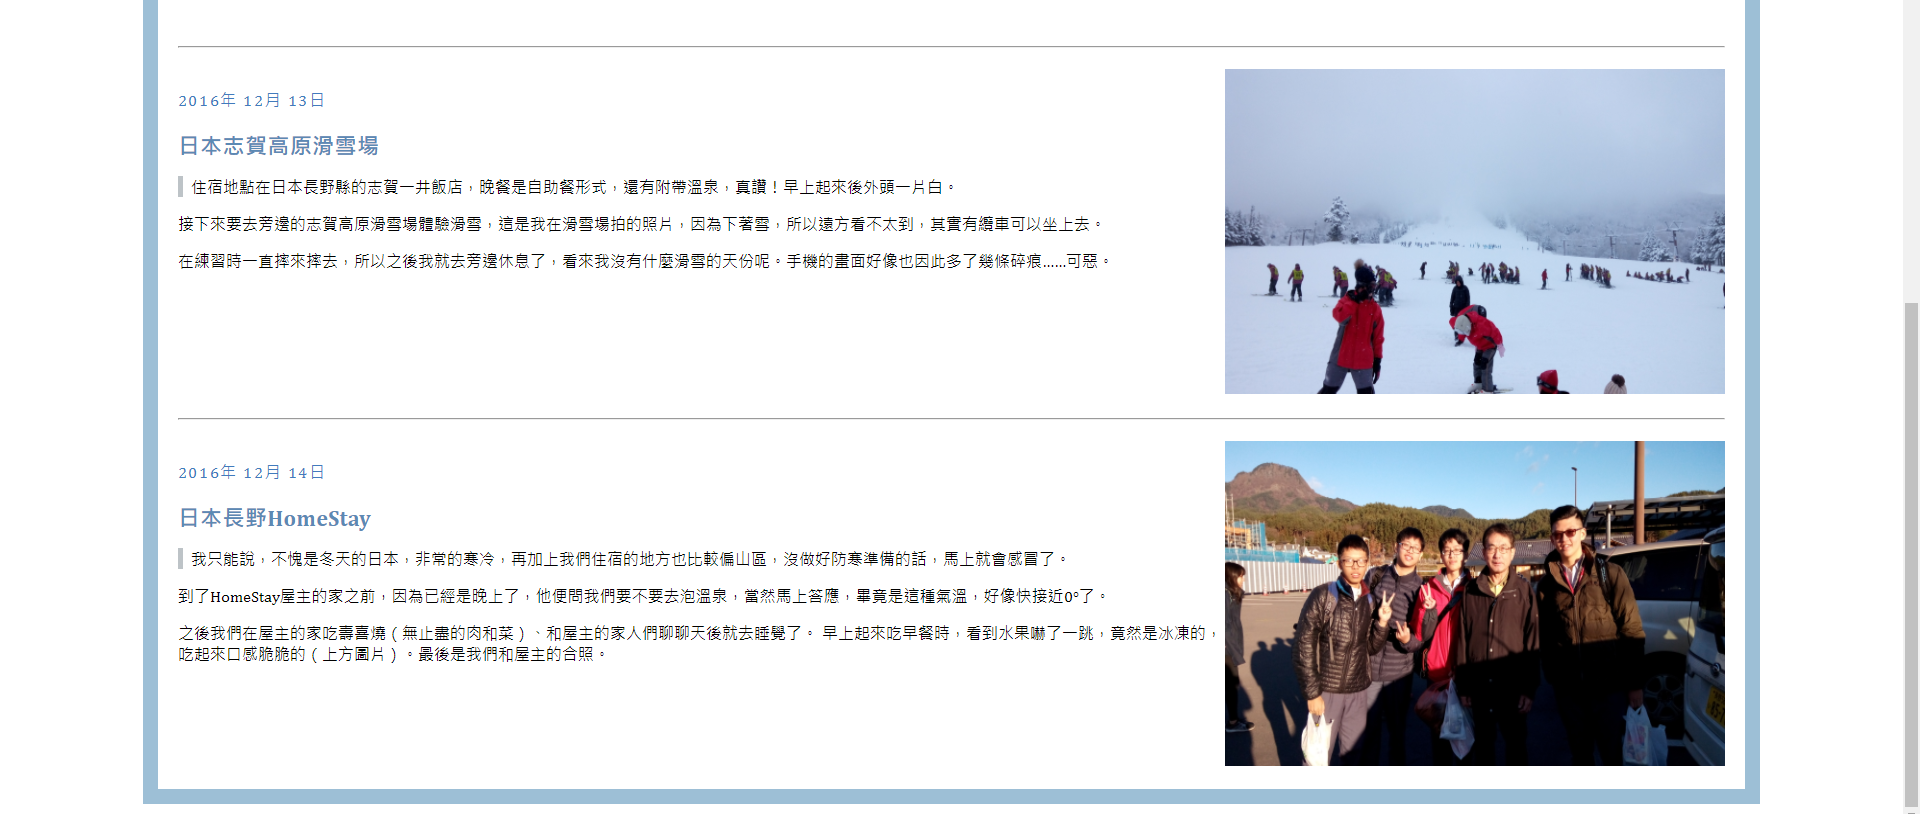 2016年 12月 13日
日本志賀高原滑雪場
住宿地點在日本長野縣的志賀一井飯店，晚餐是自助餐形式，還有附帶溫泉，真讚！早上起來後外頭一片白。
接下來要去旁邊的志賀高原滑雪場體驗滑雪，這是我在滑雪場拍的照片，因為下著雪，所以遠方看不太到，其實有纜車可以坐上去。
在練習時一直摔來摔去，所以之後我就去旁邊休息了，看來我沒有什麼滑雪的天份呢。手機的畫面好像也因此多了幾條碎痕......可惡。
2016年 12月 14日
日本長野HomeStay
我只能說，不愧是冬天的日本，非常的寒冷，再加上我們住宿的地方也比較偏山區，沒做好防寒準備的話，馬上就會感冒了。
到了HomeStay屋主的家之前，因為已經是晚上了，他便問我們要不要去泡溫泉，當然馬上答應，畢竟是這種氣溫，好像快接近0°了。
之後我們在屋主的家吃壽喜燒（無止盡的肉和菜）、和屋主的家人們聊聊天後就去睡覺了。 早上起來吃早餐時，看到水果嚇了一跳，竟然是冰凍的，
吃起來口感脆脆的（上方圖片）。最後是我們和屋主的合照。